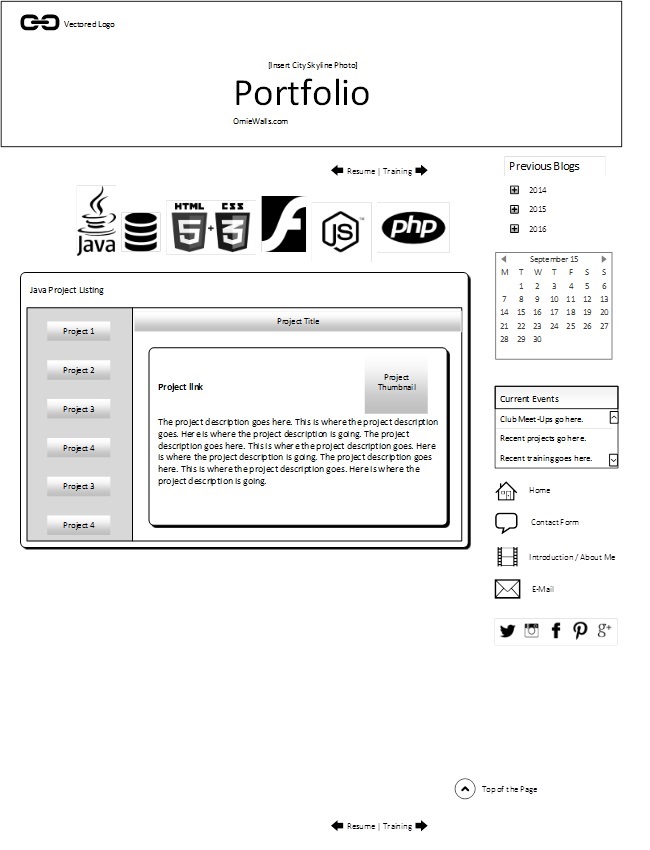 Vectored Logo
[Insert City Skyline Photo]
Portfolio
OmieWalls.com
Resume | Training
Java
HTML CSS
5 + 3
JS
TM
php
Java Project Listing
Project 1
Project 2
Project 3
Project 4
Project 3
Project 4
Project Title
Project link
Project
Thumbnail
The project description goes here. This is where the project description
goes. Here is where the project description is going. The project
description goes here. This is where the project description goes. Here
is where the project description is going. The project description goes
here. This is where the project description goes. Here is where the
project description is going.
Previous Blogs
2014
2015
2016
September 15
M T W T F S S
1 2 3 4 5 6
7 8 9 10 11 12 13
14 15 16 17 18 19 20
21 22 23 24 25 26 27
28 29 30
Current Events
Club Meet-Ups go here.
Recent projects go here.
Recent training goes here.
Home
Contact Form
Introduction / About Me
E-Mail
g+
Top of the Page
Resume | Training